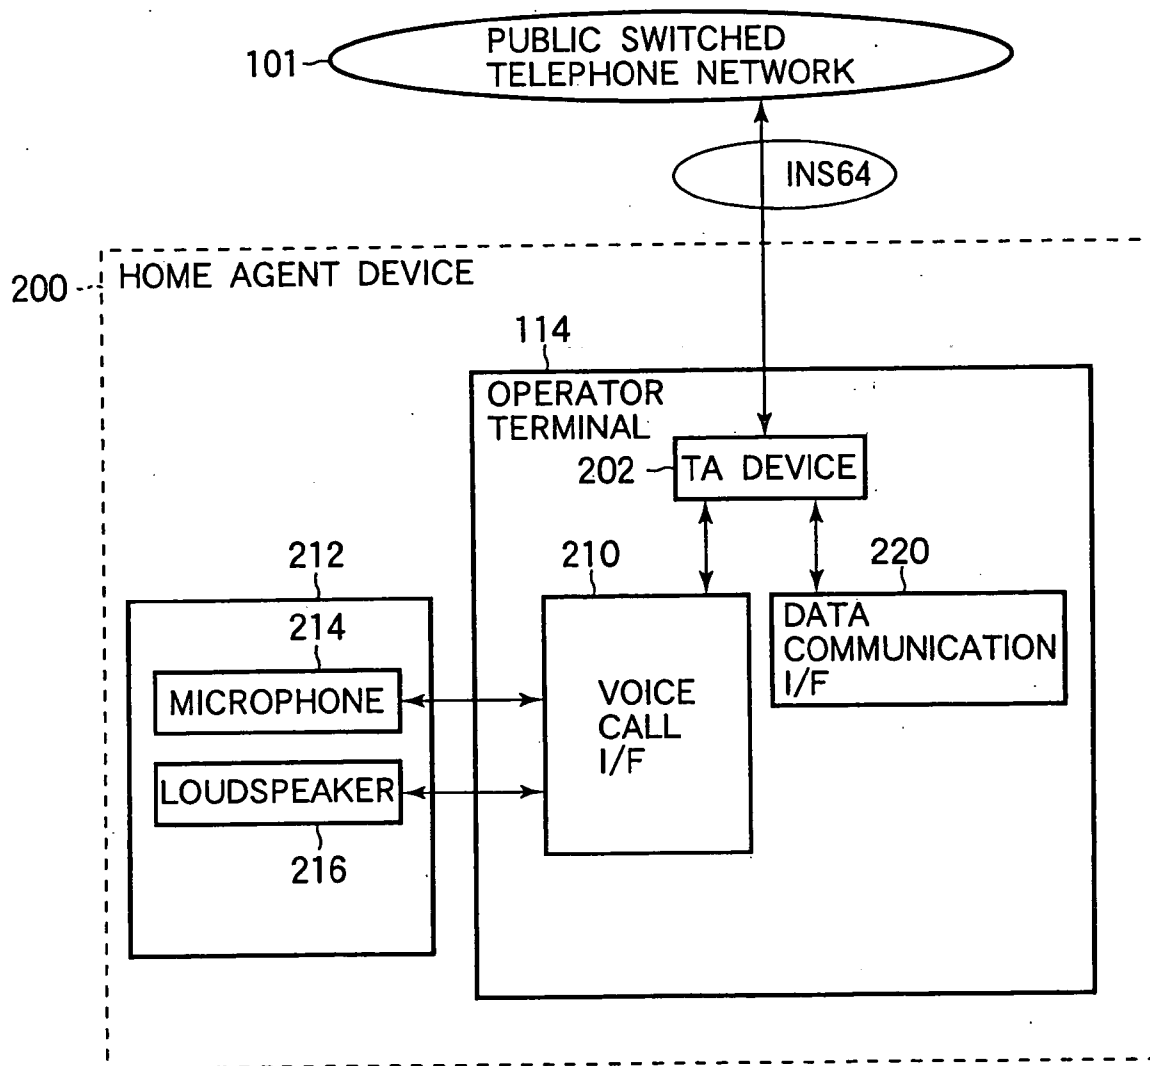 PUBLIC SWITCHED
TELEPHONE NETWORK
101
INS64
200
HOME AGENT DEVICE
114
OPERATOR
TERMINAL
202
TA DEVICE
212
210
220
214
MICROPHONE
VOICE
CALL
I/F
DATA
COMMUNICATION
I/F
LOUDSPEAKER
216